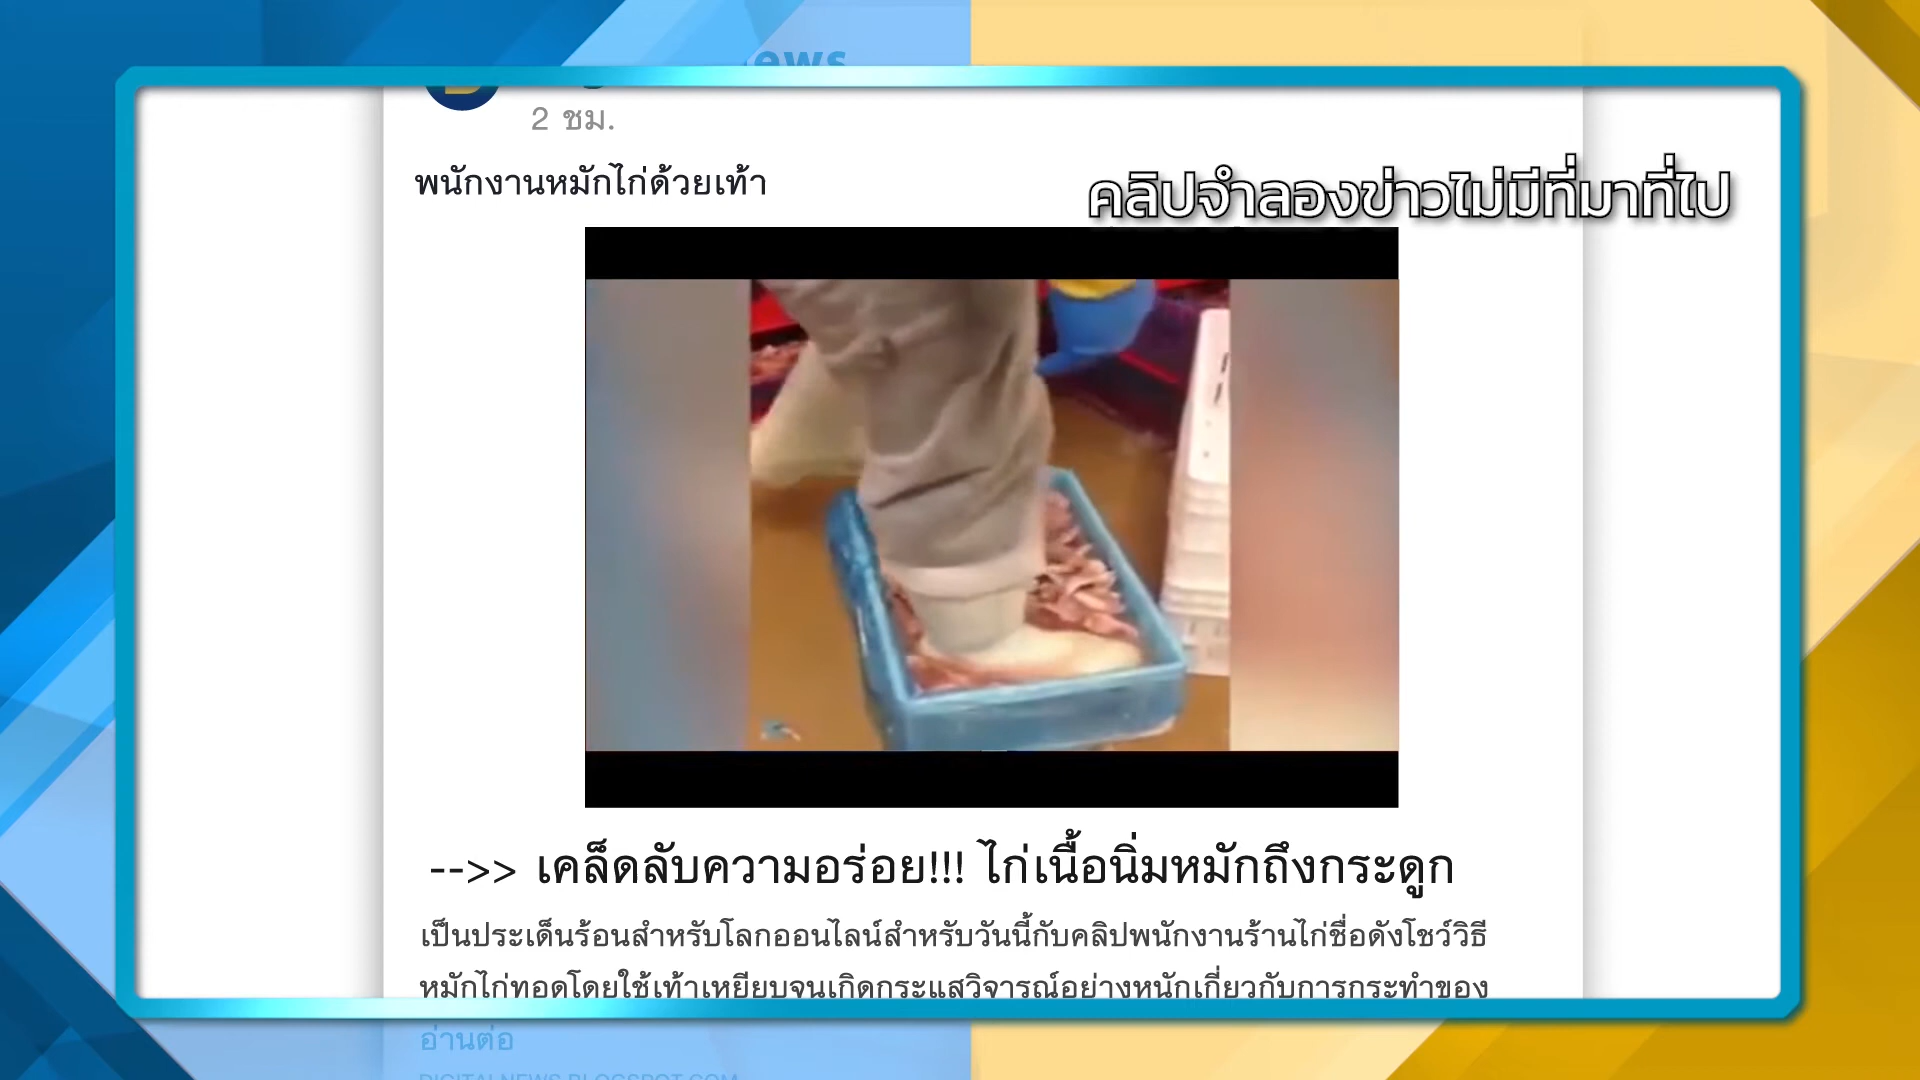 ews
2 ชม.
พนักงานหมักไก่ด้วยเท้า
คลิปจำลองข่าวไม่มีที่มาที่ไป
-->> เคล็ดลับความอร่อย!!! ไก่เนื้อนิ่มหมักถึงกระดูก
เป็นประเด็นร้อนสำหรับโลกออนไลน์สำหรับวันนี้กับคลิปพนักงานร้านไก่ชื่อดังโชว์วิธี
หมักไก่ทอดโดยใช้เท้าเหยียบจนเกิดกระแสวิจารณ์อย่างหนักเกี่ยวกับการกระทำของ
อ่านต่อ
DIGITALNEWS.BLOGSPOT.COM